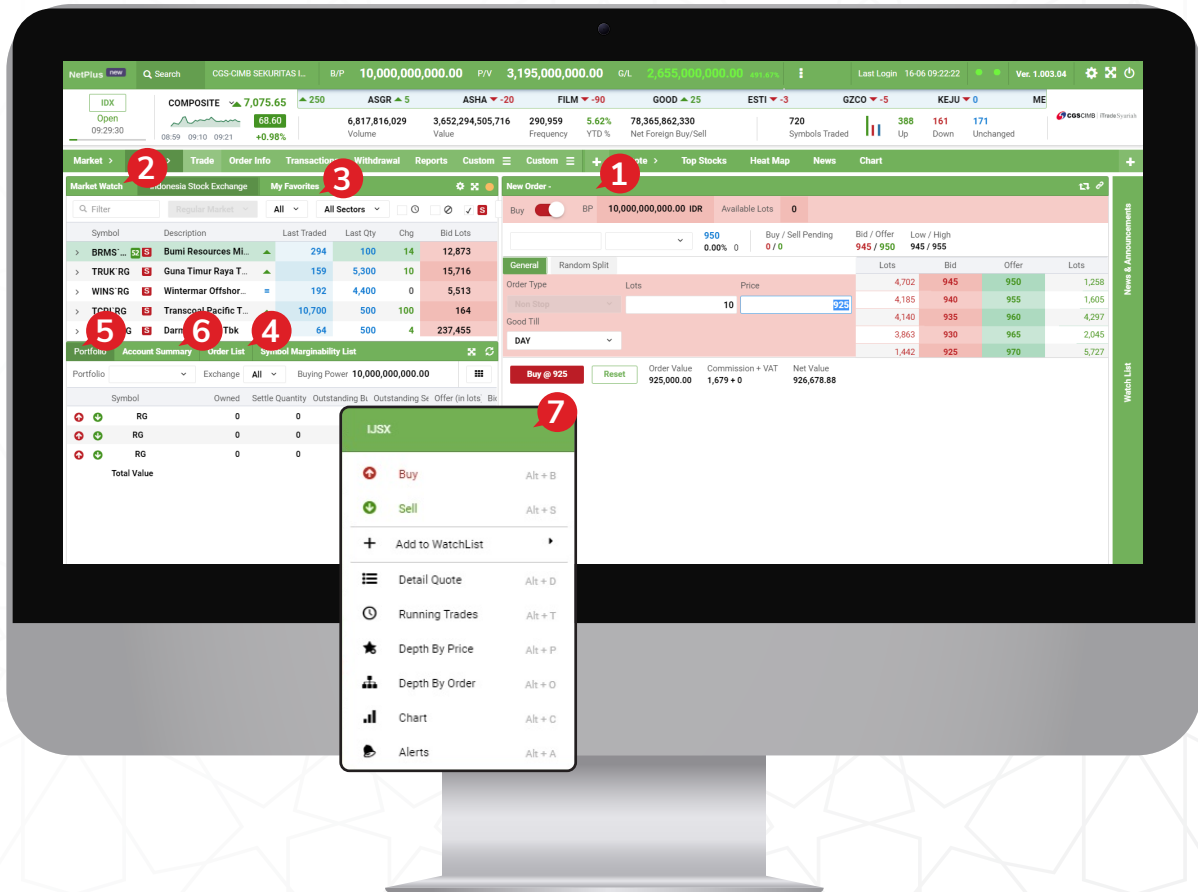 NetPlus new Search CGS-CIMB SEKURITAS I... B/P 10,000,000,000.00 P/V 3,195,000,000.00 G/L 2,655,000,000.00 491.67% Last Login 16-06 09:22:22 Ver. 1.003.04
IDX
Open
09:29:30
COMPOSITE 7,075.65
68.60
08:59 09:10 09:21 +0.98%
250 ASGR 5 ASHA -20 FILM -90 GOOD 25 ESTI -3 GZCO -5 KEJU 0 ME
6,817,816,029 3,652,294,505,716 290,959 5.62% 78,365,862,330 720 388 161 171
Volume Value Frequency YTD % Net Foreign Buy/Sell Symbols Traded Up Down Unchanged
CGS CIMB iTrade Syariah
Market > > Trade Order Info Transaction Withdrawal Reports Custom Custom + > Top Stocks Heat Map News Chart +
2
3
1
Market Watch Indonesia Stock Exchange My Favorites
Filter Regular Market All All Sectors S
Symbol Description Last Traded Last Qty Chg Bid Lots
> BRMS`... 52 S Bumi Resources Mi... 294 100 14 12,873
> TRUK`RG S Guna Timur Raya T... 159 5,300 10 15,716
> WINS`RG S Wintermar Offshor... = 192 4,400 0 5,513
> TCPI`RG S Transcoal Pacific T... 10,700 500 100 164
> G S Darm Tbk 64 500 4 237,455
5
6
4
Portfolio Account Summary Order List Symbol Marginability List
Portfolio Exchange All Buying Power 10,000,000,000.00
Symbol Owned Settle Quantity Outstanding Bu Outstanding Se Offer (in lots Bi
RG 0 0
RG 0 0
RG 0 0
Total Value
New Order -
Buy BP 10,000,000,000.00 IDR Available Lots 0
950
0.00% 0
Buy / Sell Pending
0 / 0
Bid / Offer
945 / 950
Low / High
945 / 955
General Random Split
Order Type Lots Price
Non Stop 10 925
Good Till
DAY
Buy @ 925 Reset
Order Value
925,000.00
Commission + VAT
1,679 + 0
Net Value
926,678.88
Lots Bid Offer Lots
4,702 945 950 1,258
4,185 940 955 1,605
4,140 935 960 4,297
3,863 930 965 2,045
1,442 925 970 5,727
News & Announcements
Watch List
7
IJSX
Buy Alt + B
Sell Alt + S
Add to WatchList
Detail Quote Alt + D
Running Trades Alt + T
Depth By Price Alt + P
Depth By Order Alt + O
Chart Alt + C
Alerts Alt + A